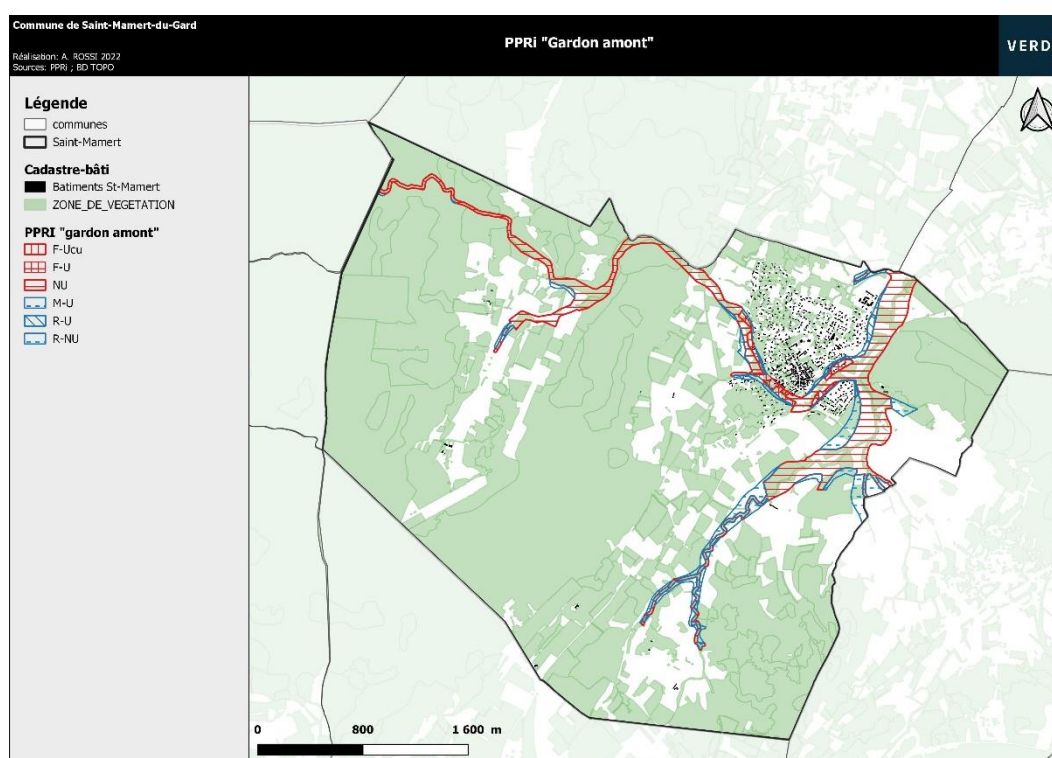 Commune de Saint-Mamert-du-Gard
Réalisation: A. ROSSI 2022
Sources: PPRi ; BD TOPO
PPRi "Gardon amont"
VERD
Légende
communes
Saint-Mamert
Cadastre-bâti
Batiments St-Mamert
ZONE_DE_VEGETATION
PPRI "gardon amont"
F-Ucu
F-U
NU
M-U
R-U
R-NU
0 800 1 600 m